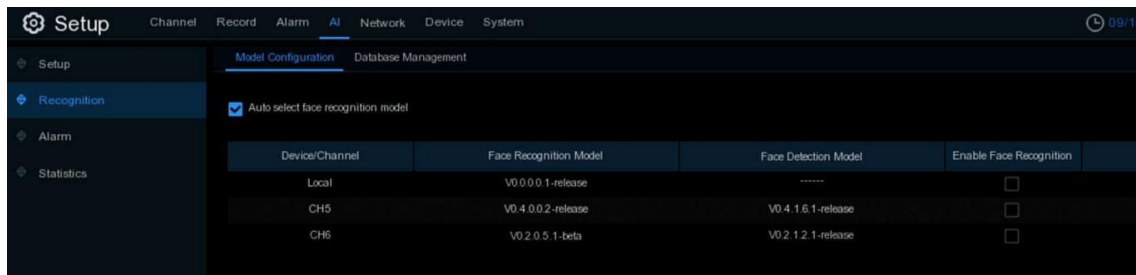 Setup Channel Record Alarm AI Network Device System 09/1
Setup Model Configuration Database Management
Recognition Auto select face recognition model
Alarm
Device/Channel Face Recognition Model Face Detection Model Enable Face Recognition
Statistics
Local V0.0.0.0.1-release ------
CH5 V0.4.0.0.2-release V0.4.1.6.1-release
CH6 V0.2.0.5.1-beta V0.2.1.2.1-release